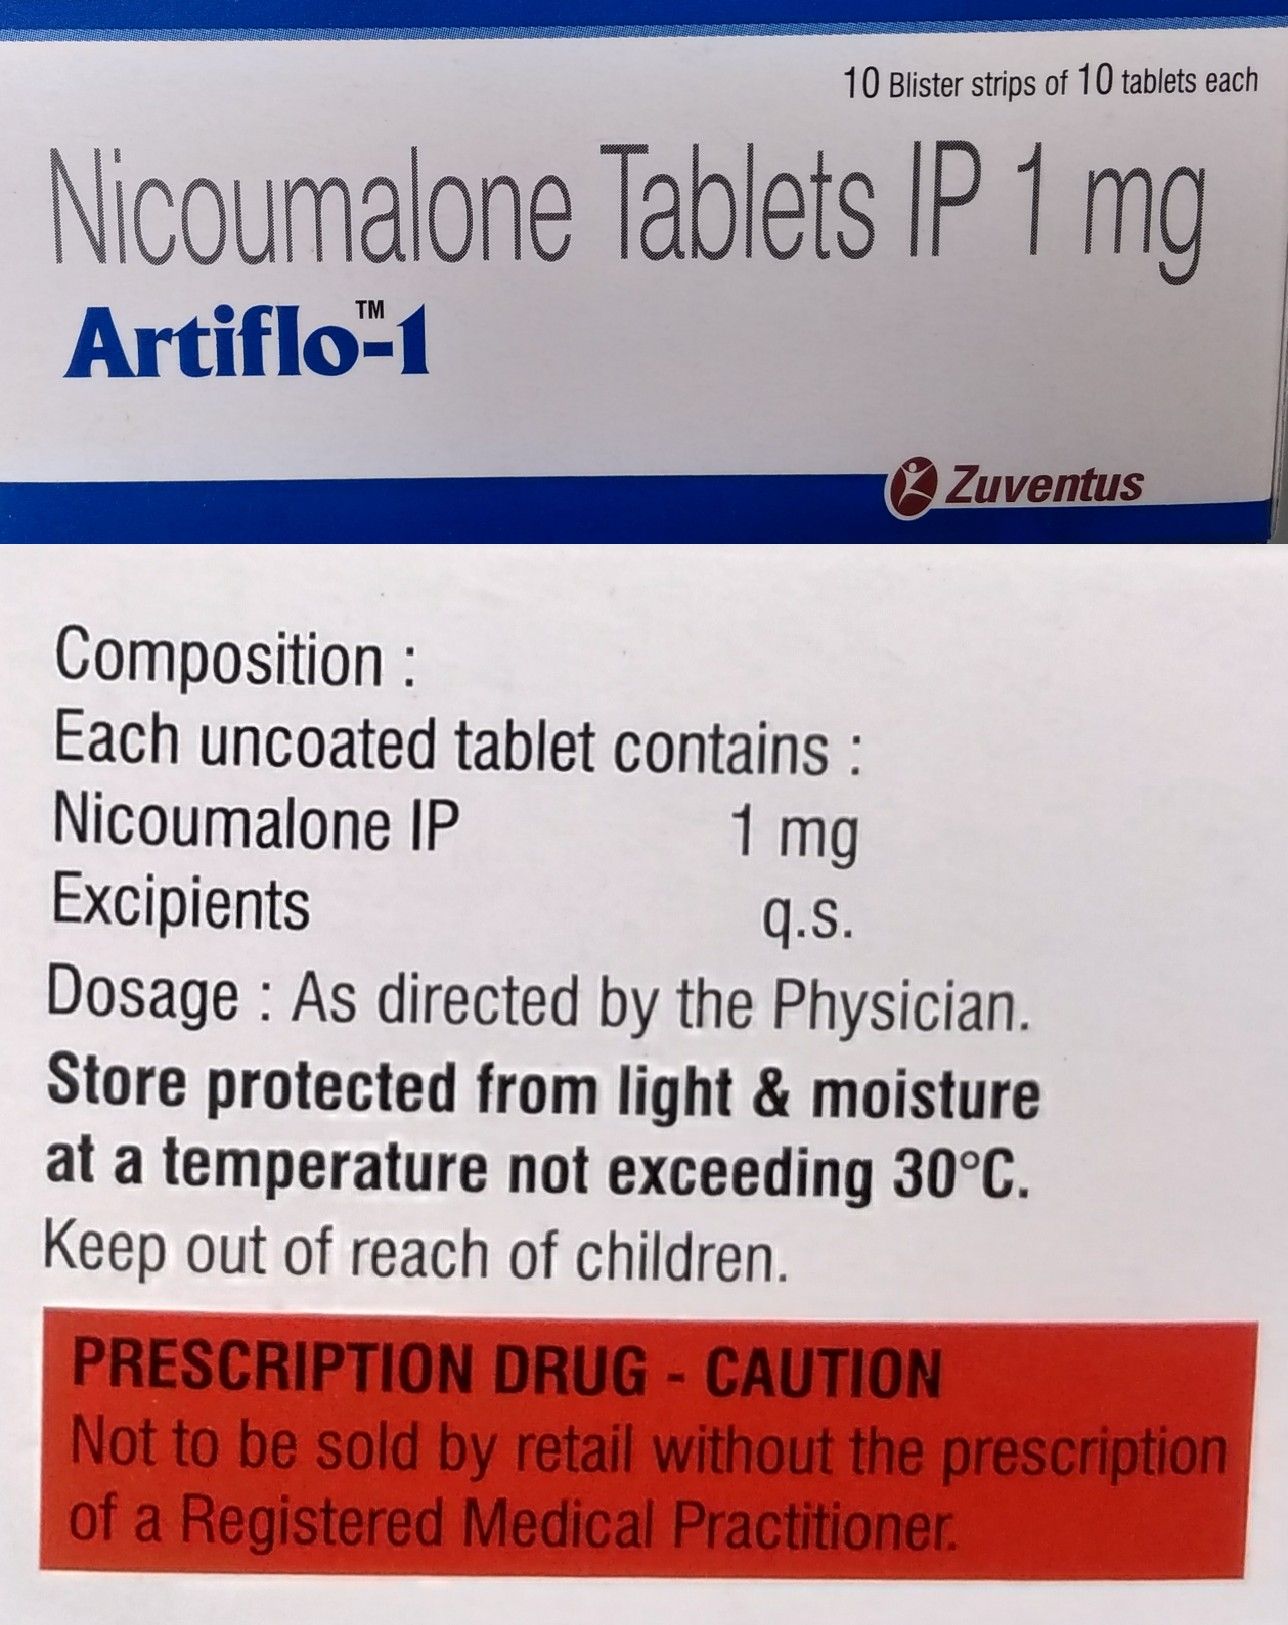 10 Blister strips of 10 tablets each
Nicoumalone Tablets IP 1 mg
Artiflo™-1
Zuventus
Composition :
Each uncoated tablet contains :
Nicoumalone IP 1 mg
Excipients q.s.
Dosage : As directed by the Physician.
Store protected from light & moisture
at a temperature not exceeding 30°C.
Keep out of reach of children.
PRESCRIPTION DRUG - CAUTION
Not to be sold by retail without the prescription
of a Registered Medical Practitioner.